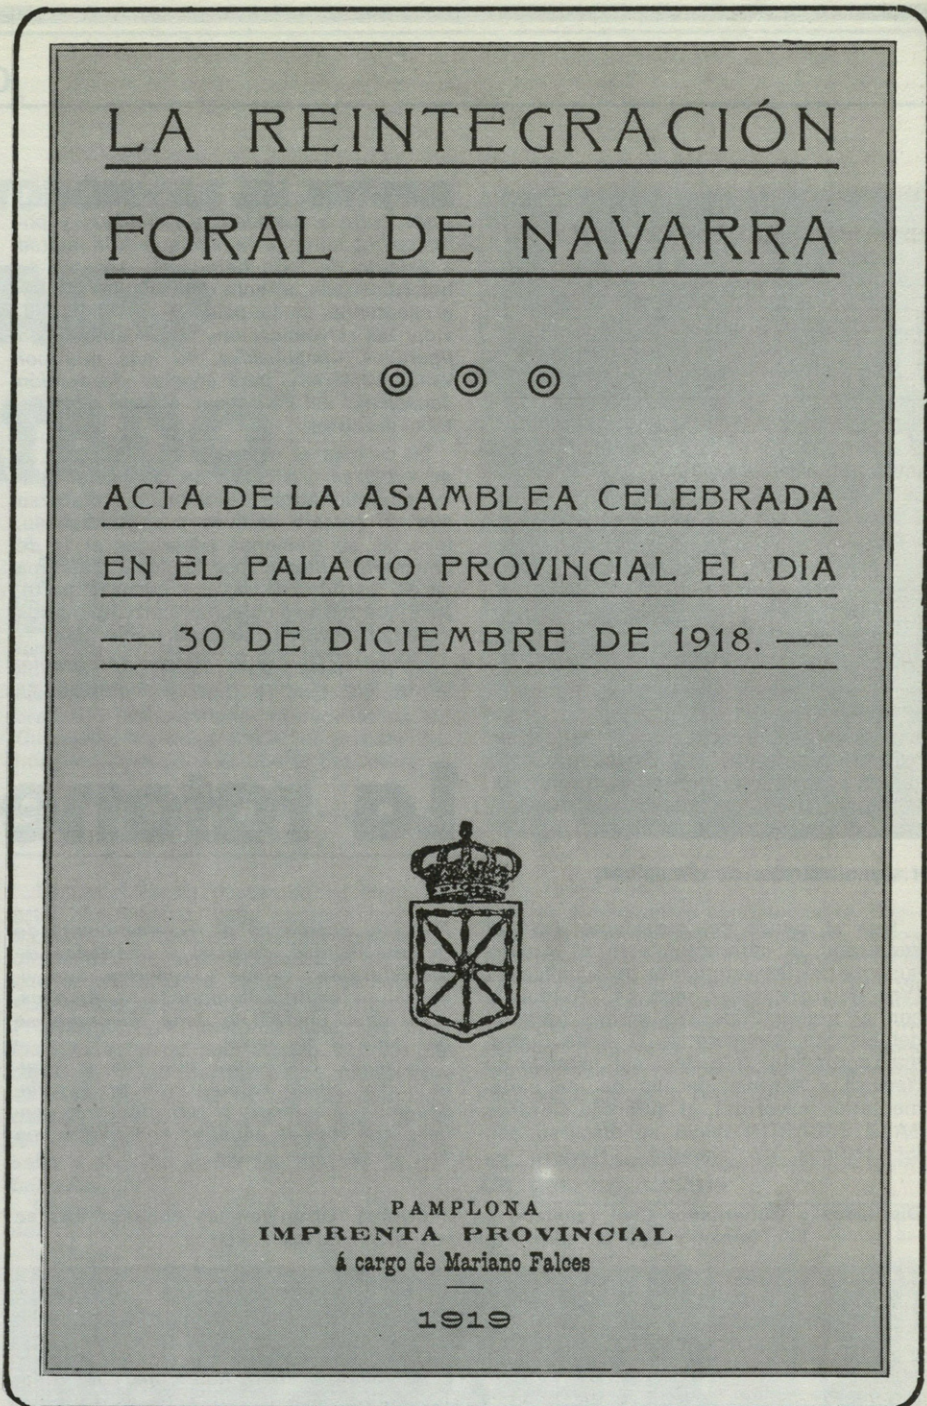 LA REINTEGRACIÓN
FORAL DE NAVARRA
ACTA DE LA ASAMBLEA CELEBRADA
EN EL PALACIO PROVINCIAL EL DIA
— 30 DE DICIEMBRE DE 1918. —
PAMPLONA
IMPRENTA PROVINCIAL
á cargo de Mariano Falces
1919